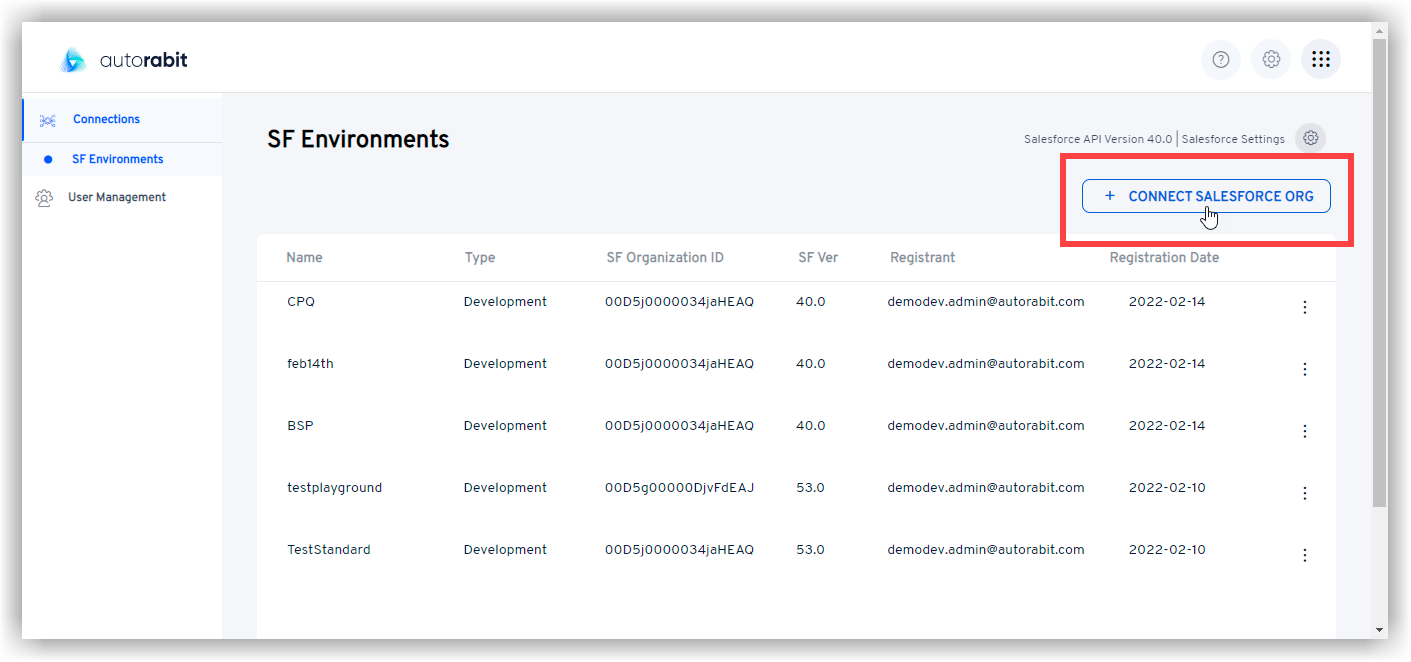 autorabit
Connections
SF Environments
User Management
SF Environments
Salesforce API Version 40.0 | Salesforce Settings
+ CONNECT SALESFORCE ORG
Name Type SF Organization ID SF Ver Registrant Registration Date
CPQ Development 00D5j0000034jaHEAQ 40.0 demodev.admin@autorabit.com 2022-02-14
feb14th Development 00D5j0000034jaHEAQ 40.0 demodev.admin@autorabit.com 2022-02-14
BSP Development 00D5j0000034jaHEAQ 40.0 demodev.admin@autorabit.com 2022-02-14
testplayground Development 00D5g00000DjvFdEAJ 53.0 demodev.admin@autorabit.com 2022-02-10
TestStandard Development 00D5j0000034jaHEAQ 53.0 demodev.admin@autorabit.com 2022-02-10